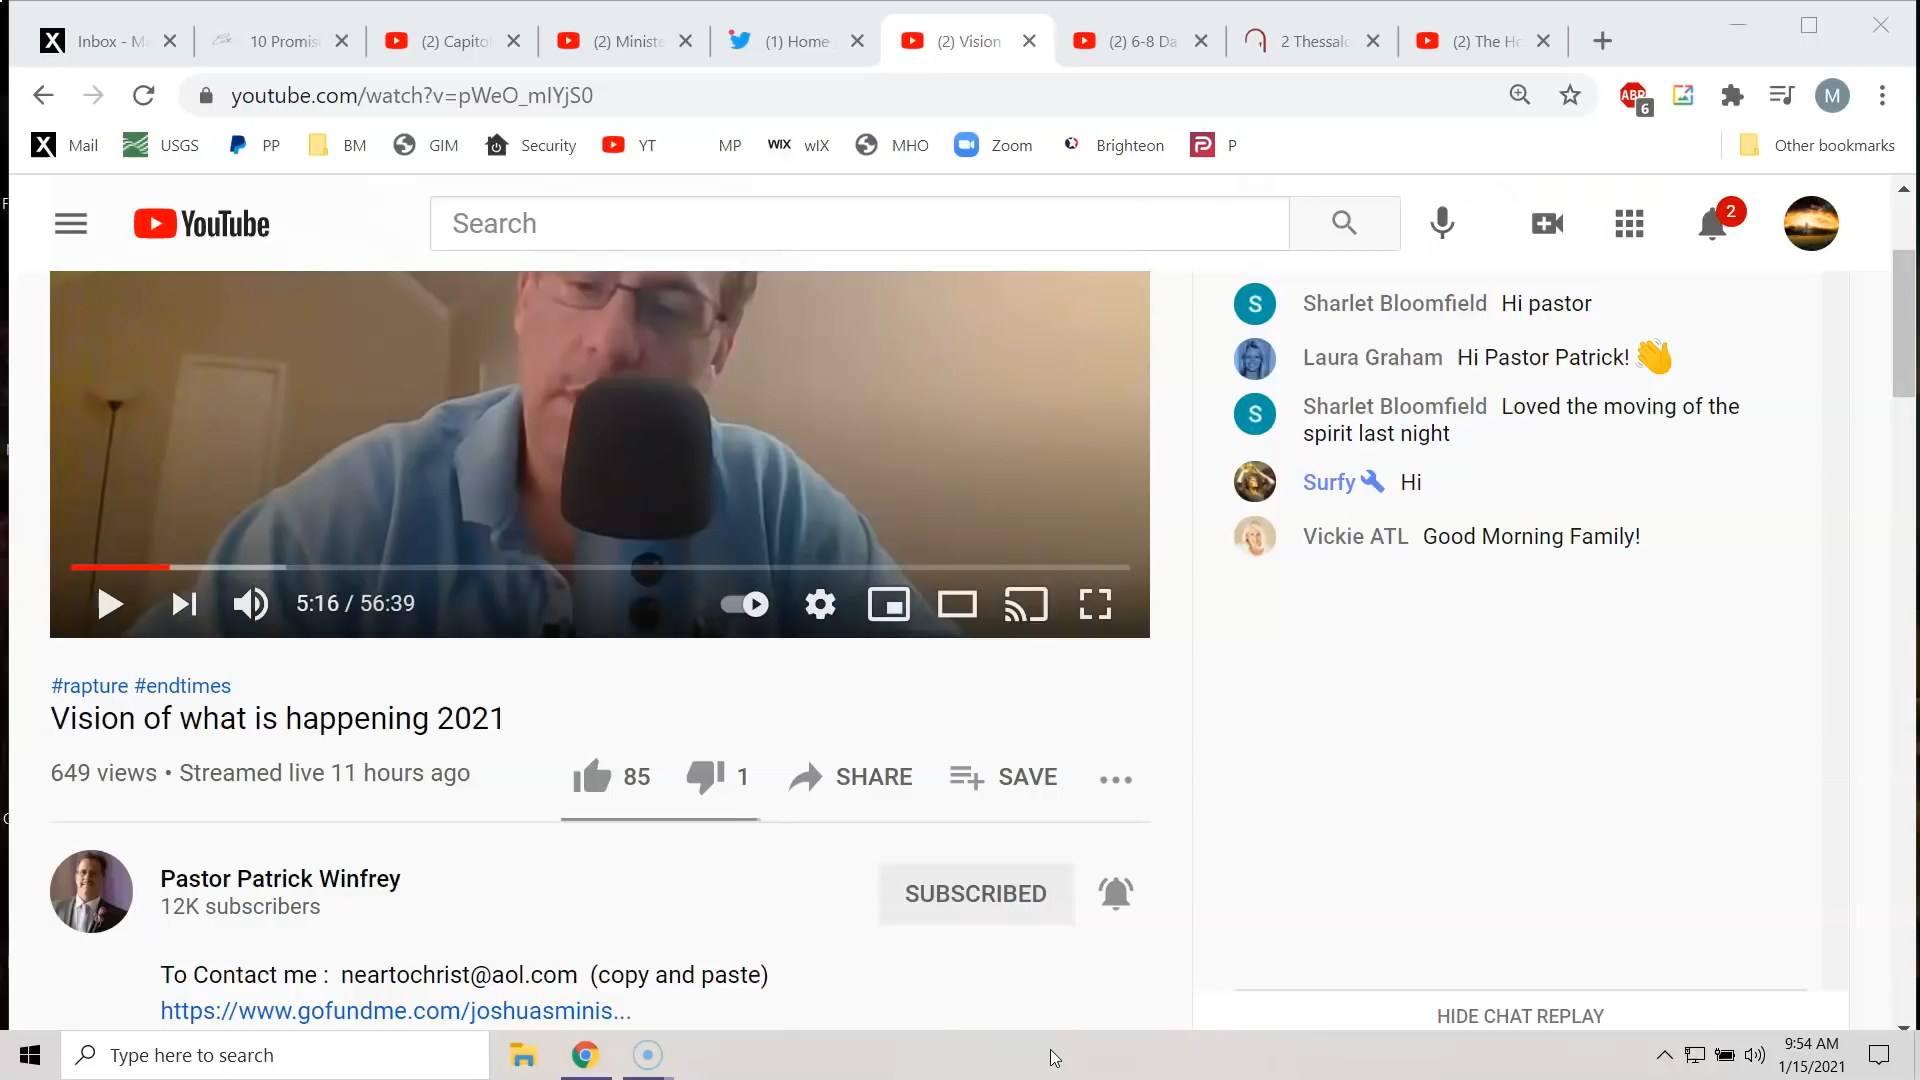 Inbox - M
10 Promis
(2) Capito
(2) Ministe
(1) Home
(2) Vision
(2) 6-8 Da
2 Thessalo
(2) The He
youtube.com/watch?v=pWeO_mIYjS0
ABP
6
M
Mail
USGS
PP
BM
GIM
Security
YT
MP
WIX wIX
MHO
Zoom
Brighteon
P
Other bookmarks
YouTube
Search
2
S Sharlet Bloomfield Hi pastor
Laura Graham Hi Pastor Patrick! 👋
S Sharlet Bloomfield Loved the moving of the
spirit last night
Surfy Hi
Vickie ATL Good Morning Family!
5:16 / 56:39
#rapture #endtimes
Vision of what is happening 2021
649 views • Streamed live 11 hours ago
85
1
SHARE
SAVE
Pastor Patrick Winfrey
12K subscribers
SUBSCRIBED
To Contact me : neartochrist@aol.com (copy and paste)
https://www.gofundme.com/joshuasminis...
HIDE CHAT REPLAY
Type here to search
9:54 AM
1/15/2021